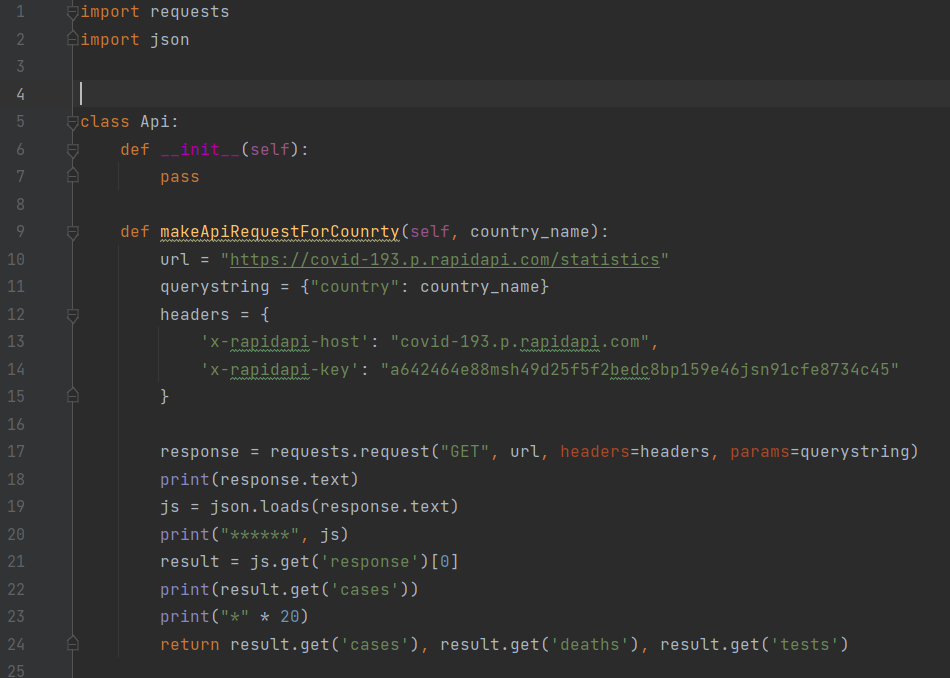 1 import requests
2 import json
3
4
5 class Api:
6     def __init__(self):
7         pass
8
9     def makeApiRequestForCounrty(self, country_name):
10         url = "https://covid-193.p.rapidapi.com/statistics"
11         querystring = {"country": country_name}
12         headers = {
13             'x-rapidapi-host': "covid-193.p.rapidapi.com",
14             'x-rapidapi-key': "a642464e88msh49d25f5f2bedc8bp159e46jsn91cfe8734c45"
15         }
16
17         response = requests.request("GET", url, headers=headers, params=querystring)
18         print(response.text)
19         js = json.loads(response.text)
20         print("******", js)
21         result = js.get('response')[0]
22         print(result.get('cases'))
23         print("*" * 20)
24         return result.get('cases'), result.get('deaths'), result.get('tests')
25